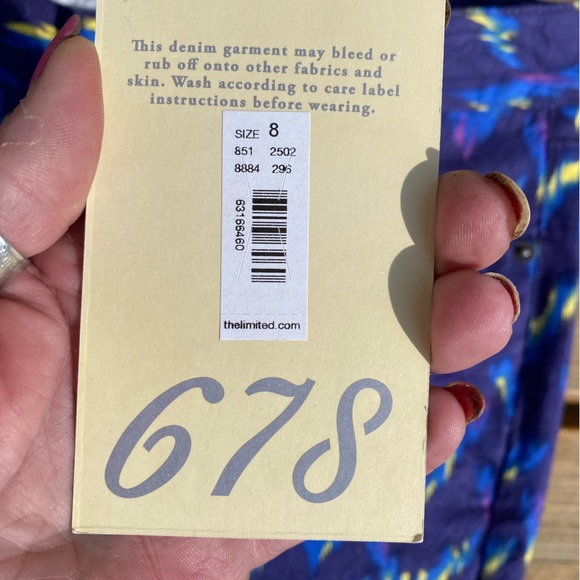 This denim garment may bleed or
rub off onto other fabrics and
skin. Wash according to care label
instructions before wearing.
SIZE 8
851 2502
8884 296
63166460
thelimited.com
678